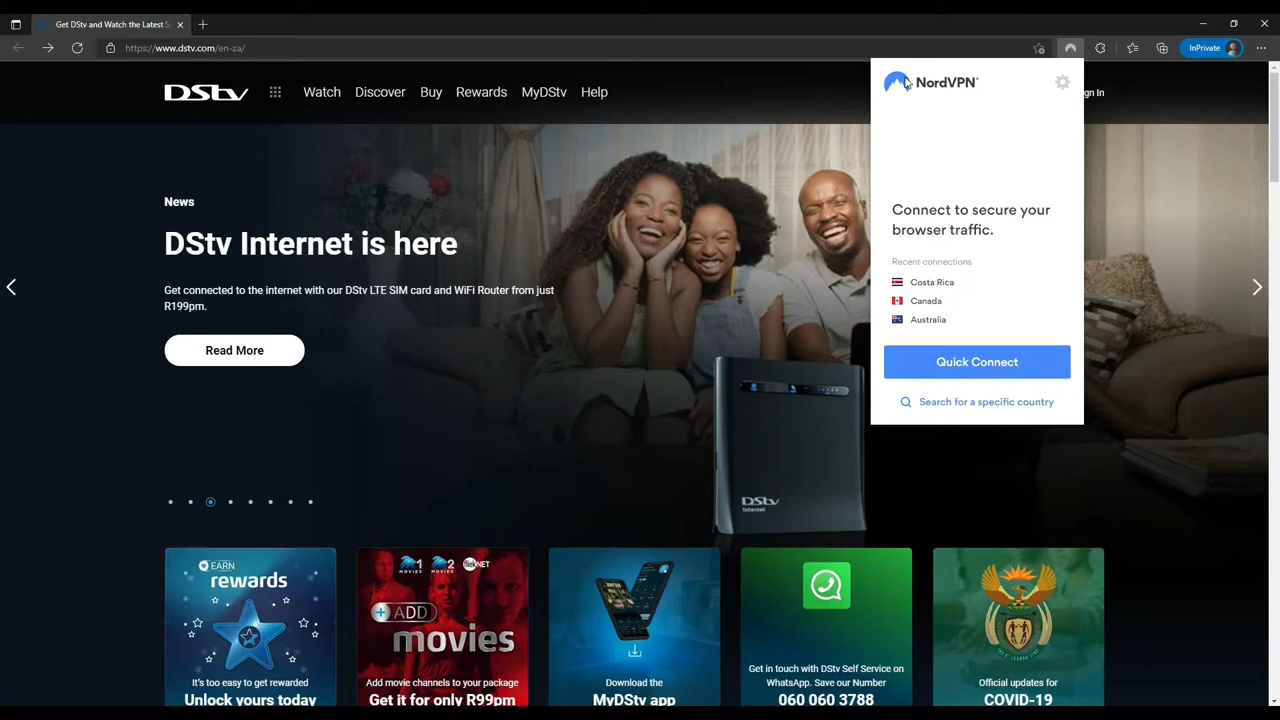 Get DStv and Watch the Latest S
InPrivate
https://www.dstv.com/en-za/
DStv
Watch
Discover
Buy
Rewards
MyDStv
Help
gn In
NordVPN
Connect to secure your
browser traffic.
Recent connections
Costa Rica
Canada
Australia
Quick Connect
Search for a specific country
News
DStv Internet is here
Get connected to the internet with our DStv LTE SIM card and WiFi Router from just
R199pm.
Read More
DStv
Internet
EARN
rewards
It's too easy to get rewarded
Unlock yours today
1
MOVIES
2
MOVIES
kykNET
+ ADD
movies
Add movie channels to your package
Get it for only R99pm
Download the
MyDStv app
Get in touch with DStv Self Service on
WhatsApp. Save our Number
060 060 3788
Official updates for
COVID-19